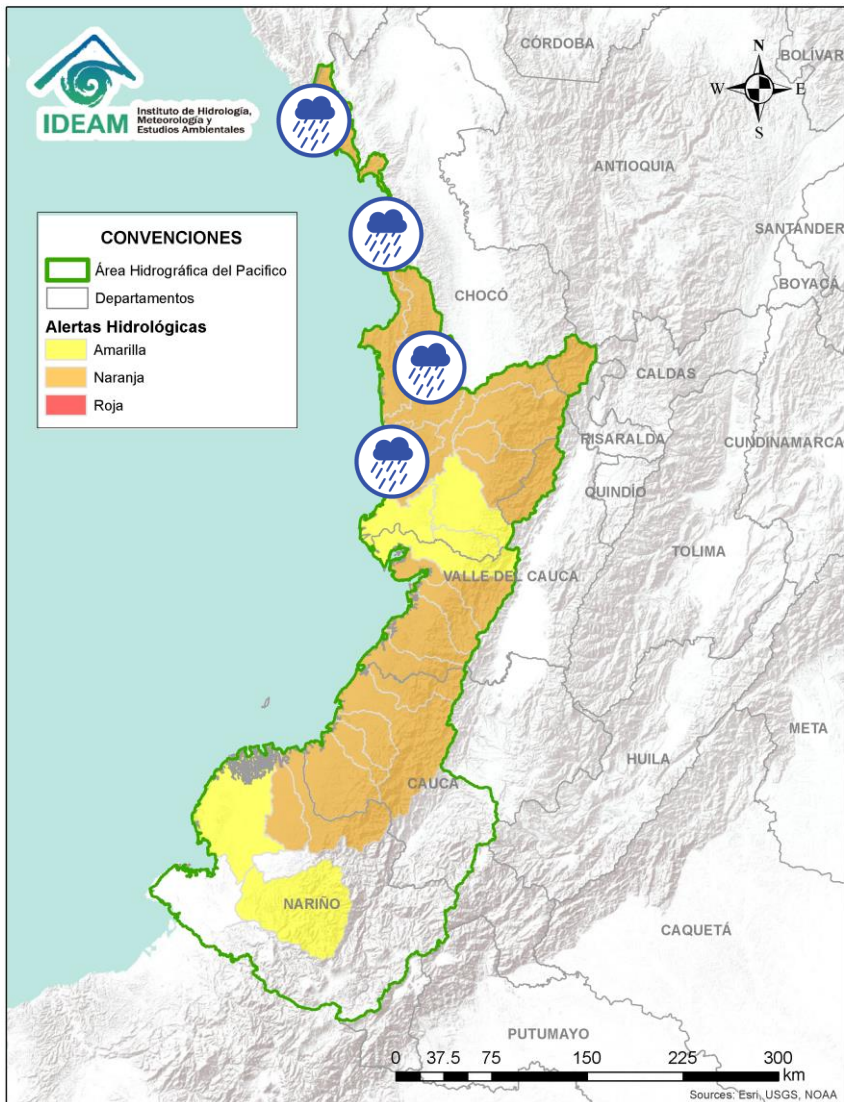 IDEAM
Instituto de Hidrología,
Meteorología y
Estudios Ambientales
CÓRDOBA
BOLÍVAR
N
W
E
S
ANTIOQUIA
SANTANDER
CONVENCIONES
Área Hidrográfica del Pacifico
Departamentos
Alertas Hidrológicas
Amarilla
Naranja
Roja
BOYACÁ
CHOCÓ
CALDAS
RISARALDA
CUNDINAMARCA
QUINDÍO
TOLIMA
VALLE DEL CAUCA
META
HUILA
CAUCA
NARIÑO
CAQUETÁ
PUTUMAYO
0 37.5 75 150 225 300
km
Sources: Esri, USGS, NOAA